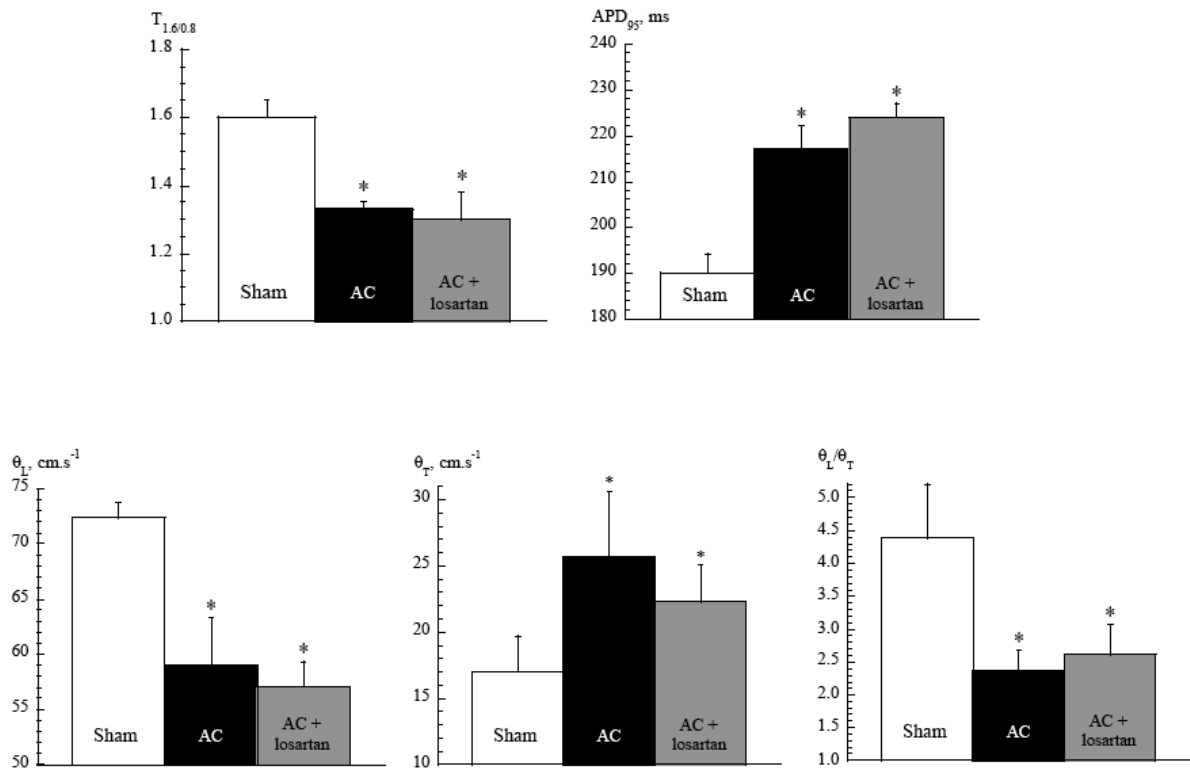 T1.6/0.8
1.8
1.6
1.4
1.2
1.0
*
*
Sham
AC
AC +
losartan
APD95, ms
240
230
220
210
200
190
180
*
*
Sham
AC
AC +
losartan
θL, cm.s-1
75
70
65
60
55
50
*
*
Sham
AC
AC +
losartan
θT, cm.s-1
30
25
20
15
10
*
*
Sham
AC
AC +
losartan
θL/θT
5.0
4.5
4.0
3.5
3.0
2.5
2.0
1.5
1.0
*
*
Sham
AC
AC +
losartan